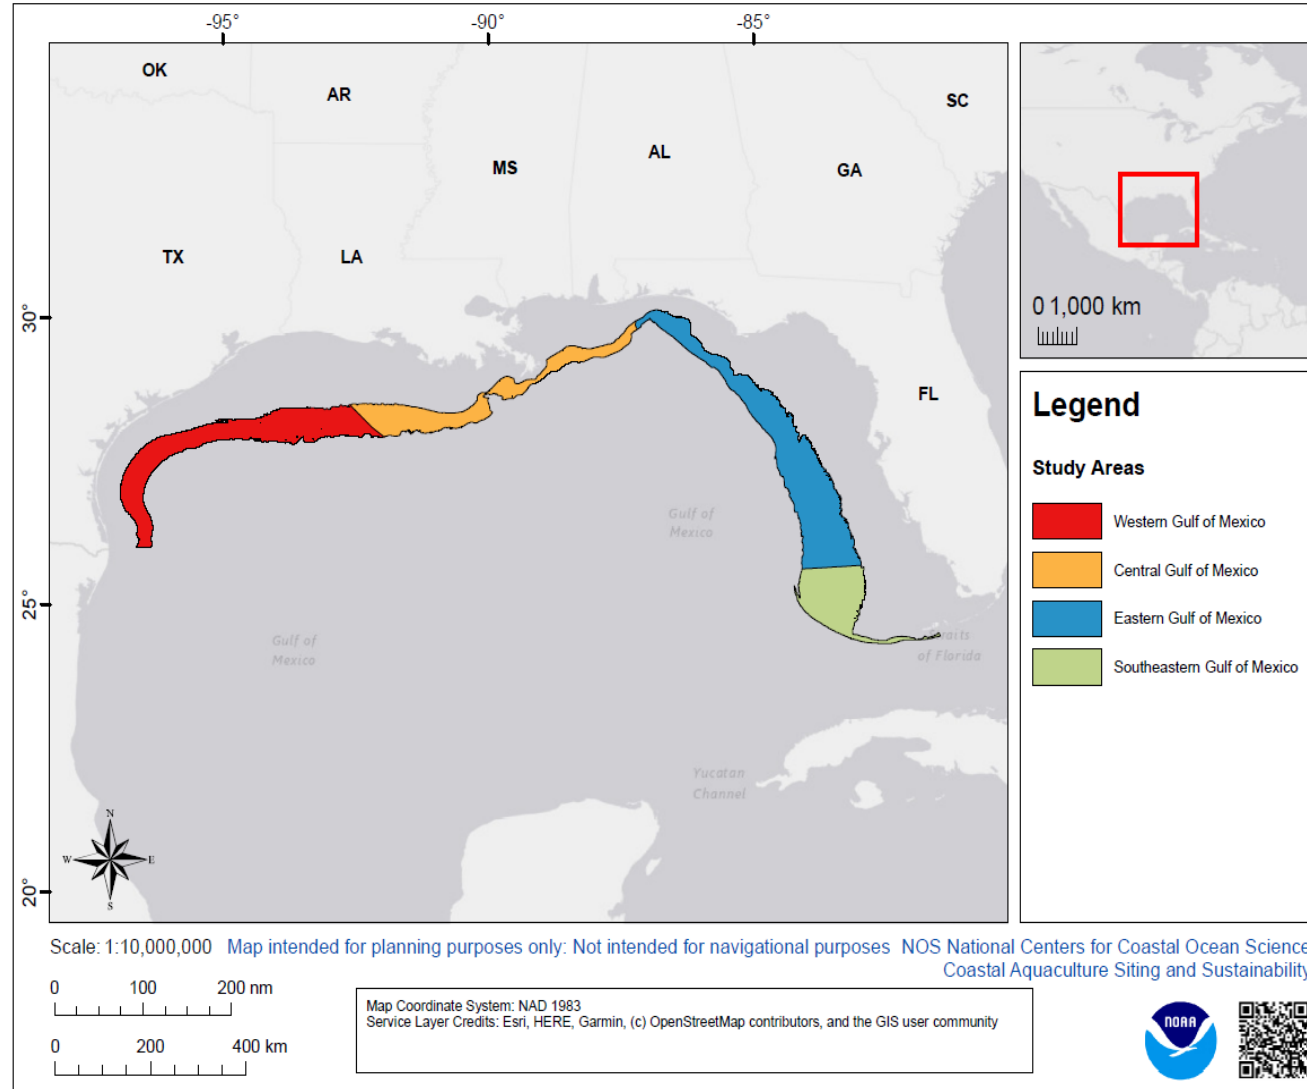 -95°
-90°
-85°
OK
AR
SC
MS
AL
GA
TX
LA
FL
30°
25°
20°
Gulf of
Mexico
Gulf of
Mexico
Straits
of Florida
Yucatan
Channel
N
W
E
S
0 1,000 km
Legend
Study Areas
Western Gulf of Mexico
Central Gulf of Mexico
Eastern Gulf of Mexico
Southeastern Gulf of Mexico
Scale: 1:10,000,000 Map intended for planning purposes only: Not intended for navigational purposes NOS National Centers for Coastal Ocean Science
Coastal Aquaculture Siting and Sustainability
0 100 200 nm
0 200 400 km
Map Coordinate System: NAD 1983
Service Layer Credits: Esri, HERE, Garmin, (c) OpenStreetMap contributors, and the GIS user community
NOAA